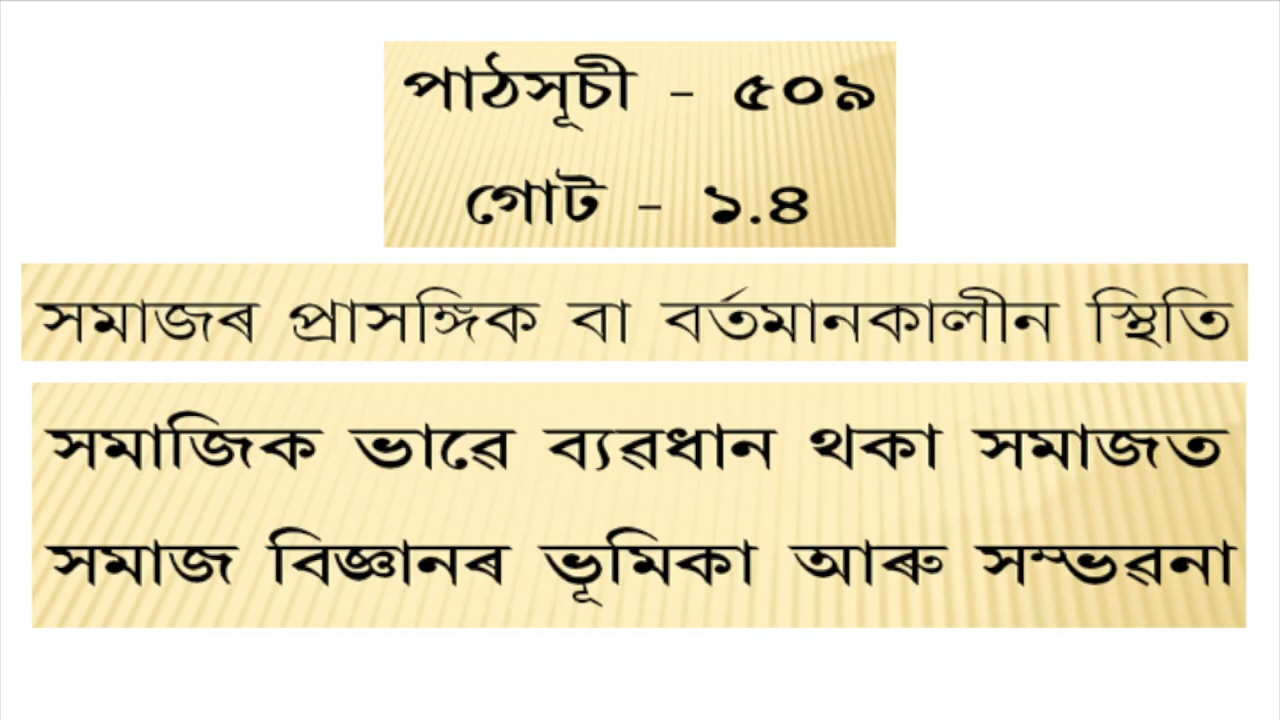 পাঠসূচী - ৫০৯
গোট - ১.৪
সমাজৰ প্ৰাসঙ্গিক বা বৰ্তমানকালীন স্থিতি
সমাজিক ভাৱে ব্যৱধান থকা সমাজত
সমাজ বিজ্ঞানৰ ভূমিকা আৰু সম্ভৱনা